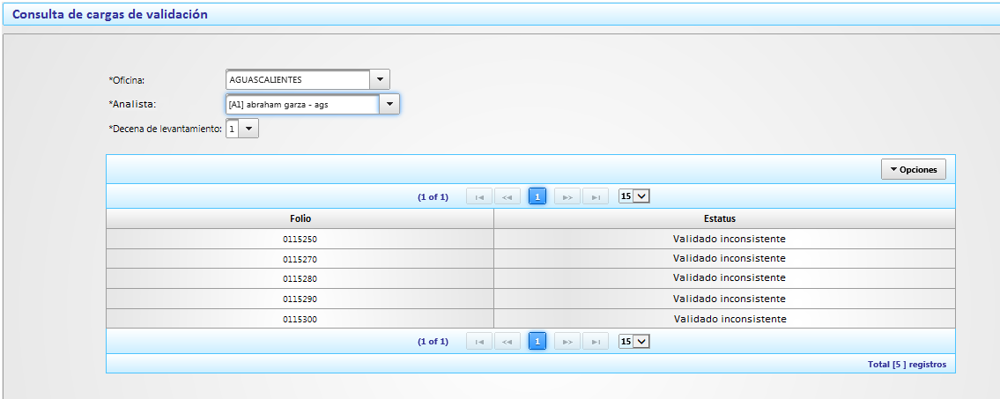 Consulta de cargas de validación
*Oficina: AGUASCALIENTES
*Analista: [A1] abraham garza - ags
*Decena de levantamiento: 1
Opciones
(1 of 1) 1 15
Folio Estatus
0115250 Validado inconsistente
0115270 Validado inconsistente
0115280 Validado inconsistente
0115290 Validado inconsistente
0115300 Validado inconsistente
(1 of 1) 1 15
Total [5 ] registros